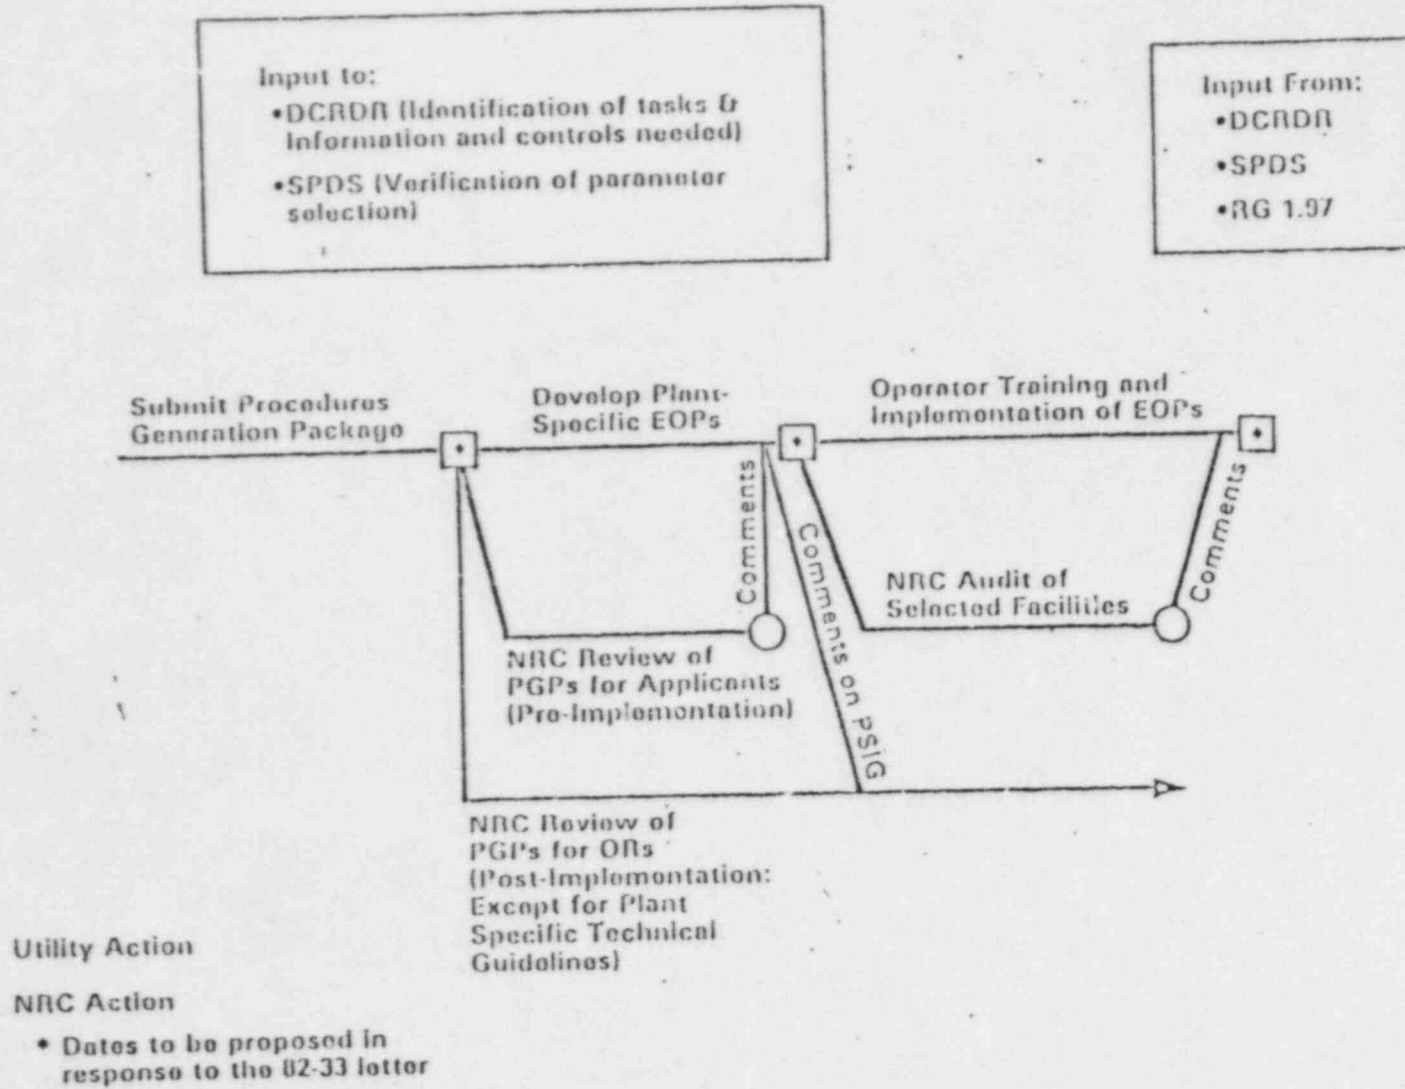 Input to:
•DCRDR (Identification of tasks &
Information and controls needed)
•SPDS (Verification of parameter
selection)
Input From:
•DCRDR
•SPDS
•RG 1.97
Submit Procedures
Generation Package
Develop Plant-
Specific EOPs
Operator Training and
Implementation of EOPs
Comments
Comments on PSIG
Comments
NRC Audit of
Selected Facilities
NRC Review of
PGPs for Applicants
(Pre-Implementation)
NRC Review of
PGPs for ORs
(Post-Implementation:
Except for Plant
Specific Technical
Guidelines)
Utility Action
NRC Action
* Dates to be proposed in
response to the 82-33 letter